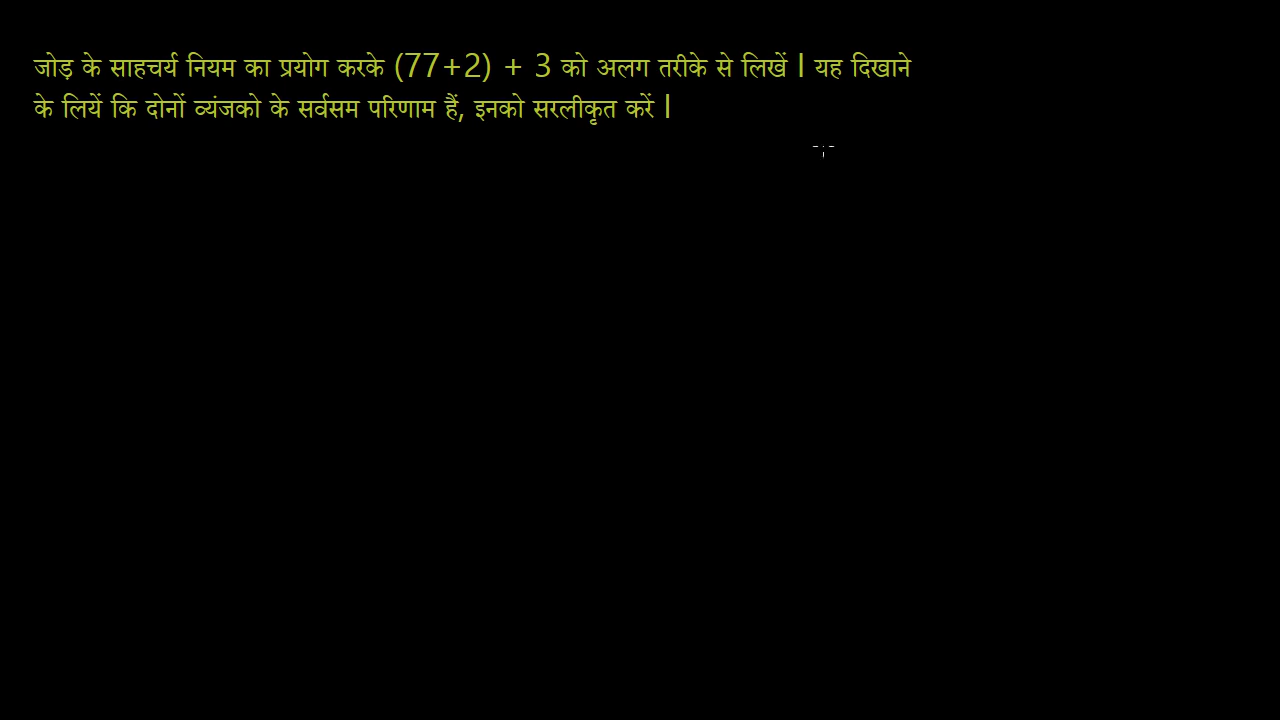 जोड़ के साहचर्य नियम का प्रयोग करके (77+2) + 3 को अलग तरीके से लिखें l यह दिखाने
के लियें कि दोनों व्यंजको के सर्वसम परिणाम हैं, इनको सरलीकृत करें l